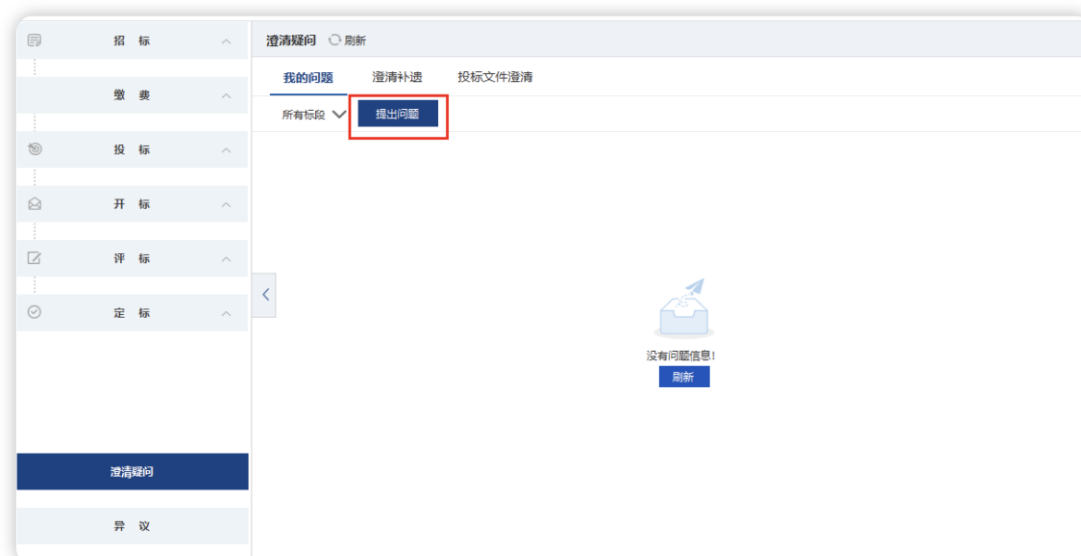 招 标
缴 费
投 标
开 标
评 标
定 标
澄清疑问
异 议
澄清疑问 刷新
我的问题 澄清补遗 投标文件澄清
所有标段 提出问题
没有问题信息!
刷新